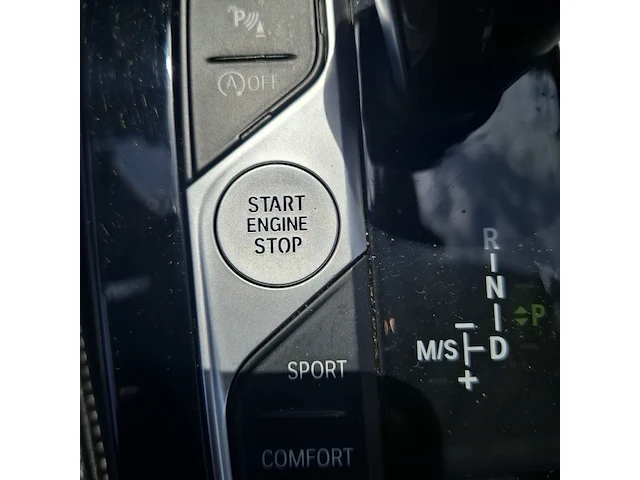 P
A OFF
START
ENGINE
STOP
R
N
P
M/S D
+
SPORT
COMFORT